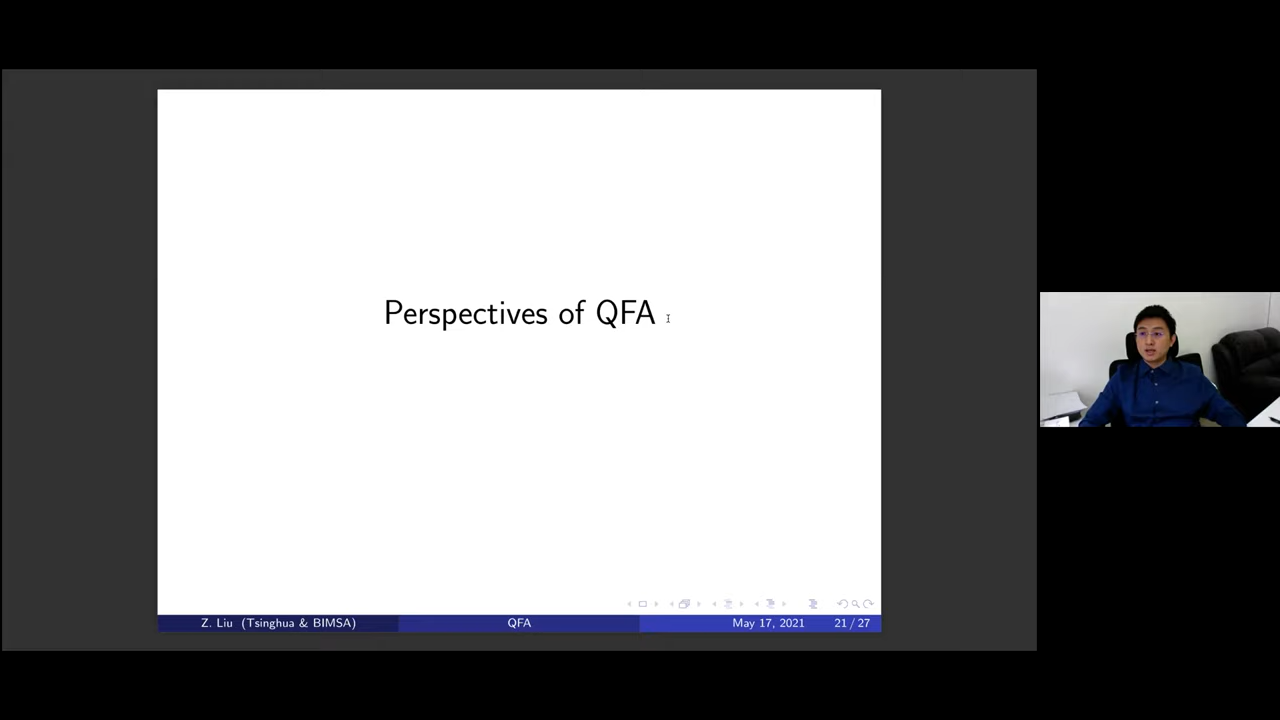 Perspectives of QFA
Z. Liu (Tsinghua & BIMSA)
QFA
May 17, 2021
21 / 27